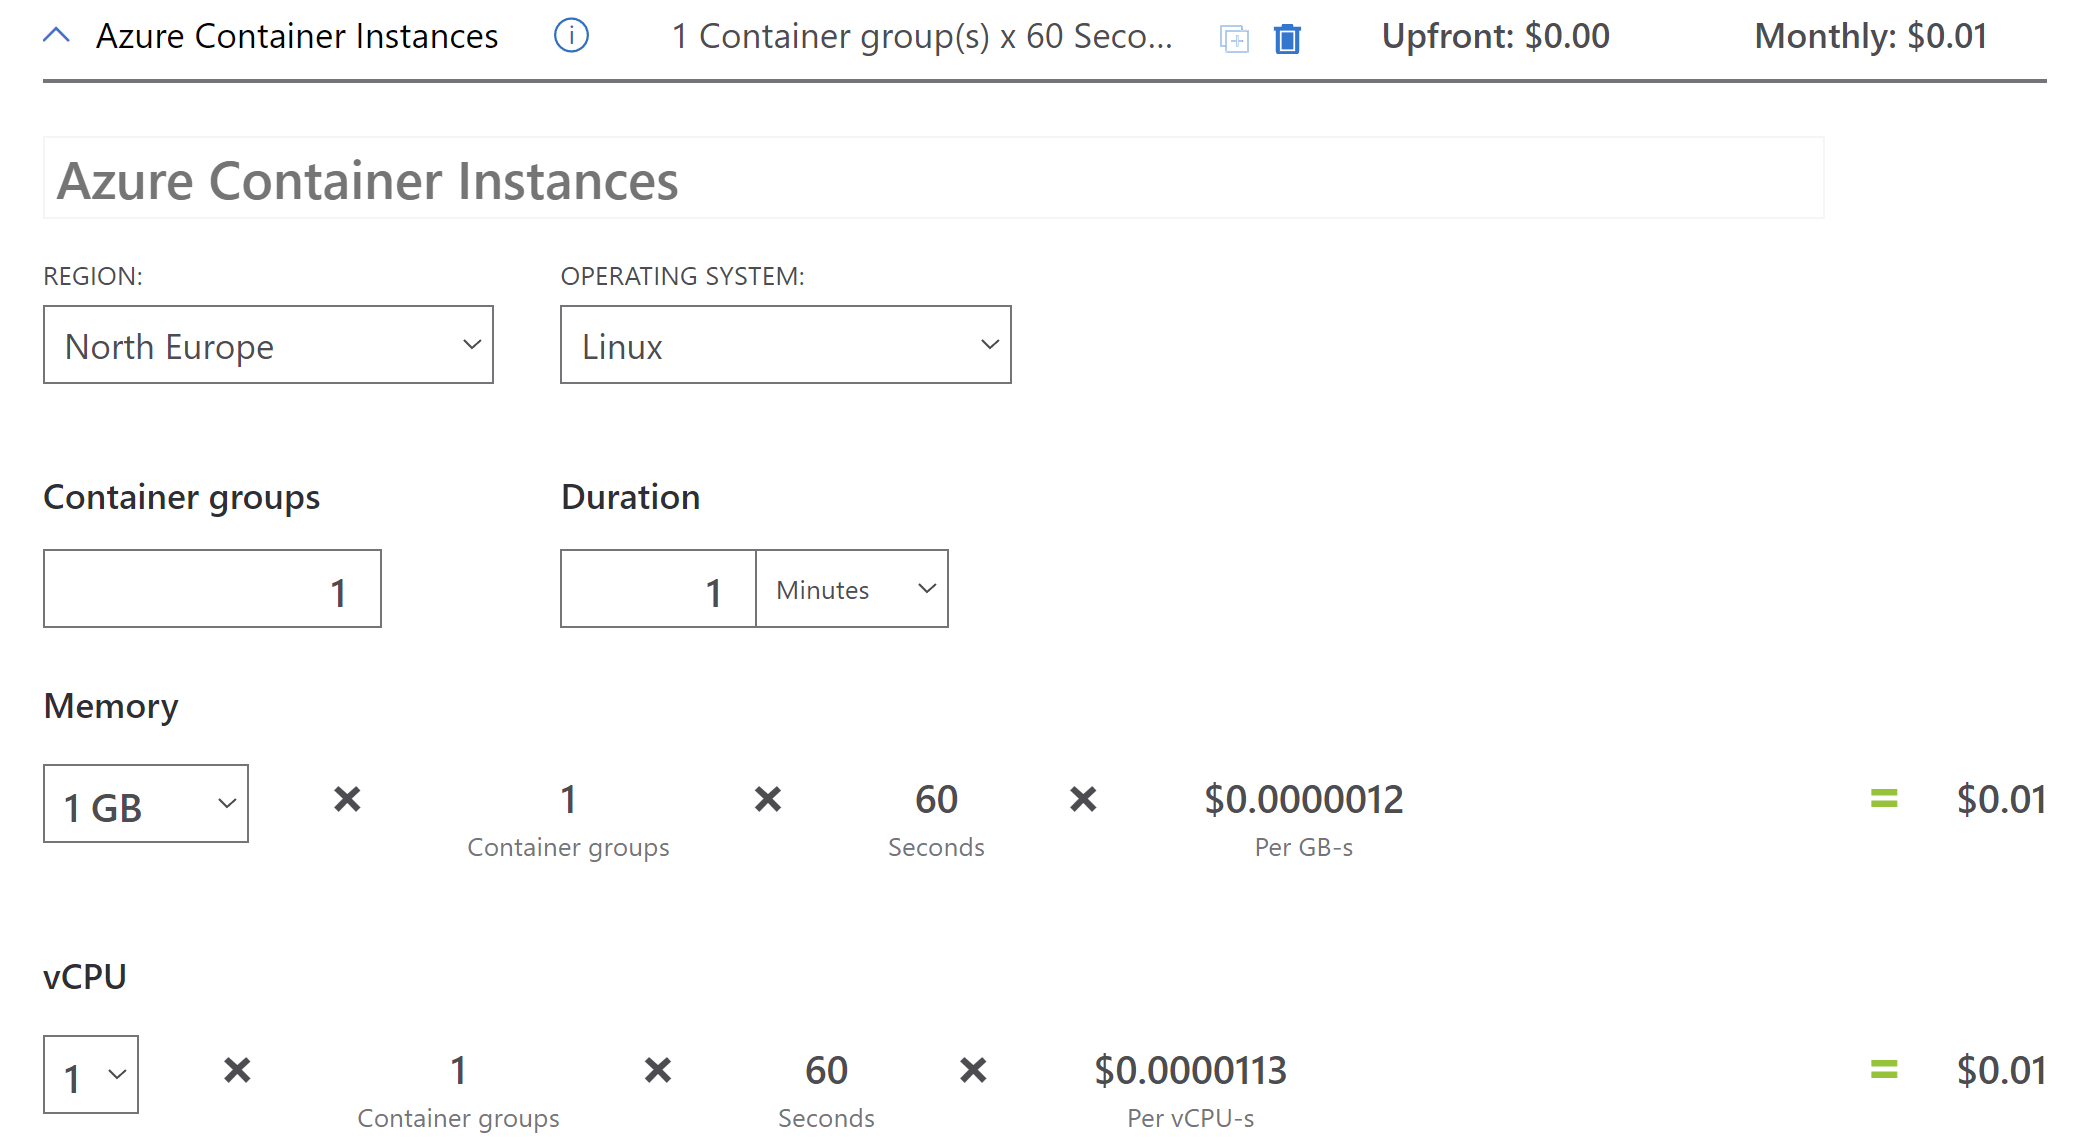 Azure Container Instances 1 Container group(s) x 60 Seco... Upfront: $0.00 Monthly: $0.01
Azure Container Instances
REGION: OPERATING SYSTEM:
North Europe Linux
Container groups Duration
1 1 Minutes
Memory
1 GB × 1 × 60 × $0.0000012 = $0.01
Container groups Seconds Per GB-s
vCPU
1 × 1 × 60 × $0.0000113 = $0.01
Container groups Seconds Per vCPU-s